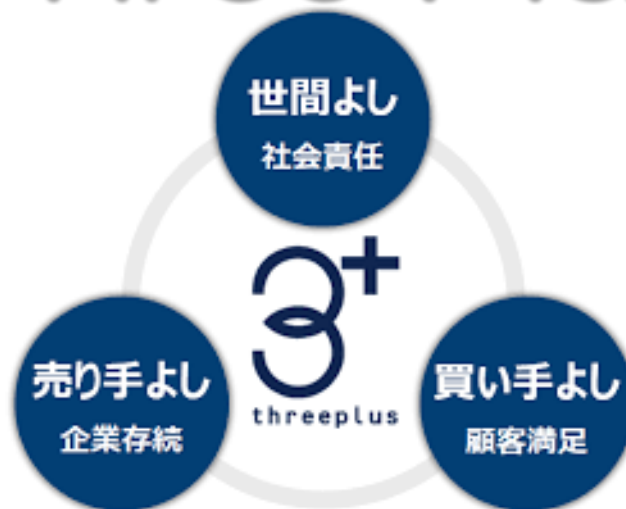 世間よし
社会責任
3+
threeplus
売り手よし
企業存続
買い手よし
顧客満足